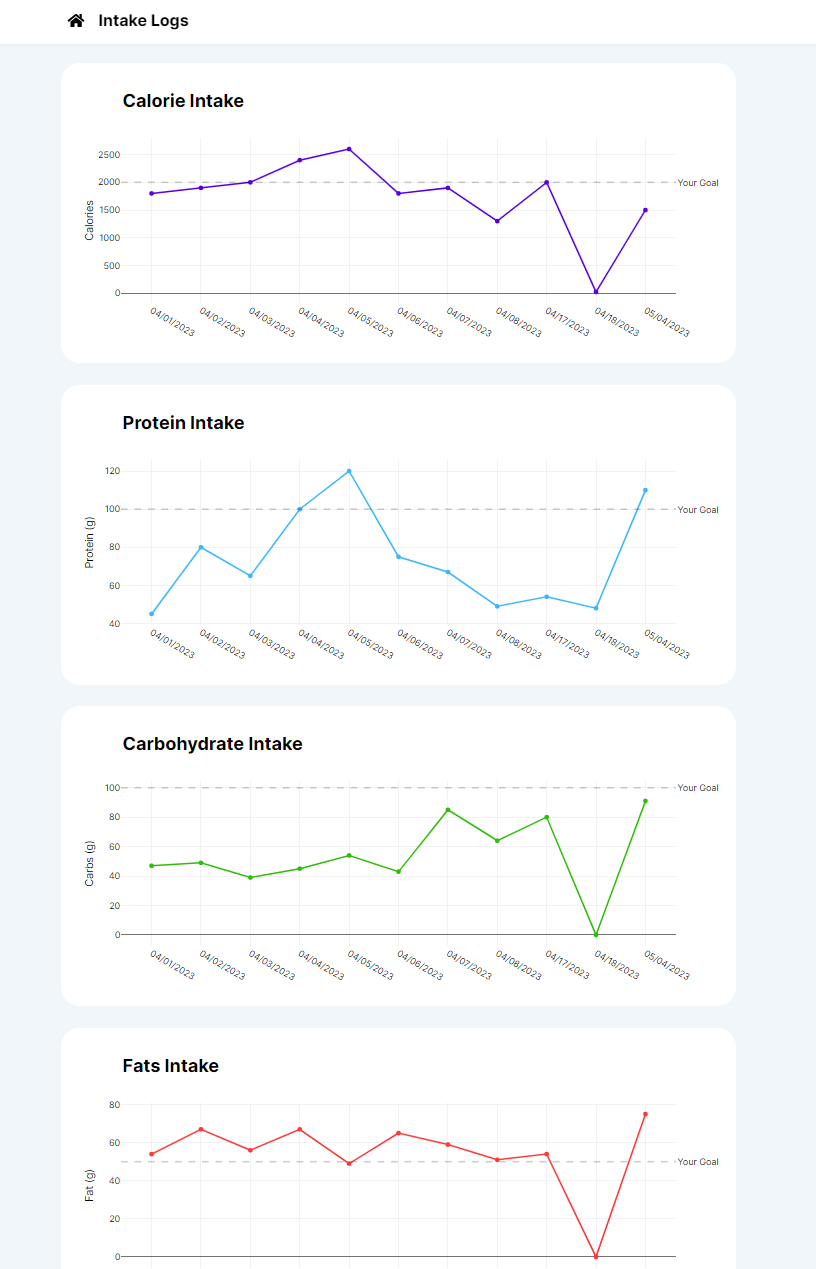 Intake Logs
Calorie Intake
2500
2000
Your Goal
1500
1000
500
0
Calories
04/01/2023 04/02/2023 04/03/2023 04/04/2023 04/05/2023 04/06/2023 04/07/2023 04/08/2023 04/17/2023 04/18/2023 05/04/2023
Protein Intake
120
100
Your Goal
80
60
40
Protein (g)
04/01/2023 04/02/2023 04/03/2023 04/04/2023 04/05/2023 04/06/2023 04/07/2023 04/08/2023 04/17/2023 04/18/2023 05/04/2023
Carbohydrate Intake
100
Your Goal
80
60
40
20
0
Carbs (g)
04/01/2023 04/02/2023 04/03/2023 04/04/2023 04/05/2023 04/06/2023 04/07/2023 04/08/2023 04/17/2023 04/18/2023 05/04/2023
Fats Intake
80
60
Your Goal
40
20
0
Fat (g)